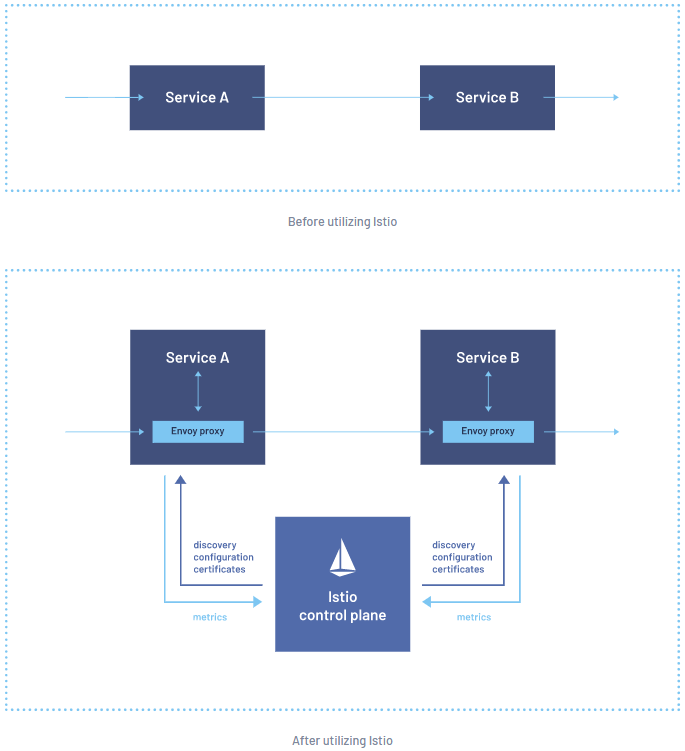 Service A
Service B
Before utilizing Istio
Service A
Service B
Envoy proxy
Envoy proxy
discovery
configuration
certificates
discovery
configuration
certificates
Istio
control plane
metrics
metrics
After utilizing Istio